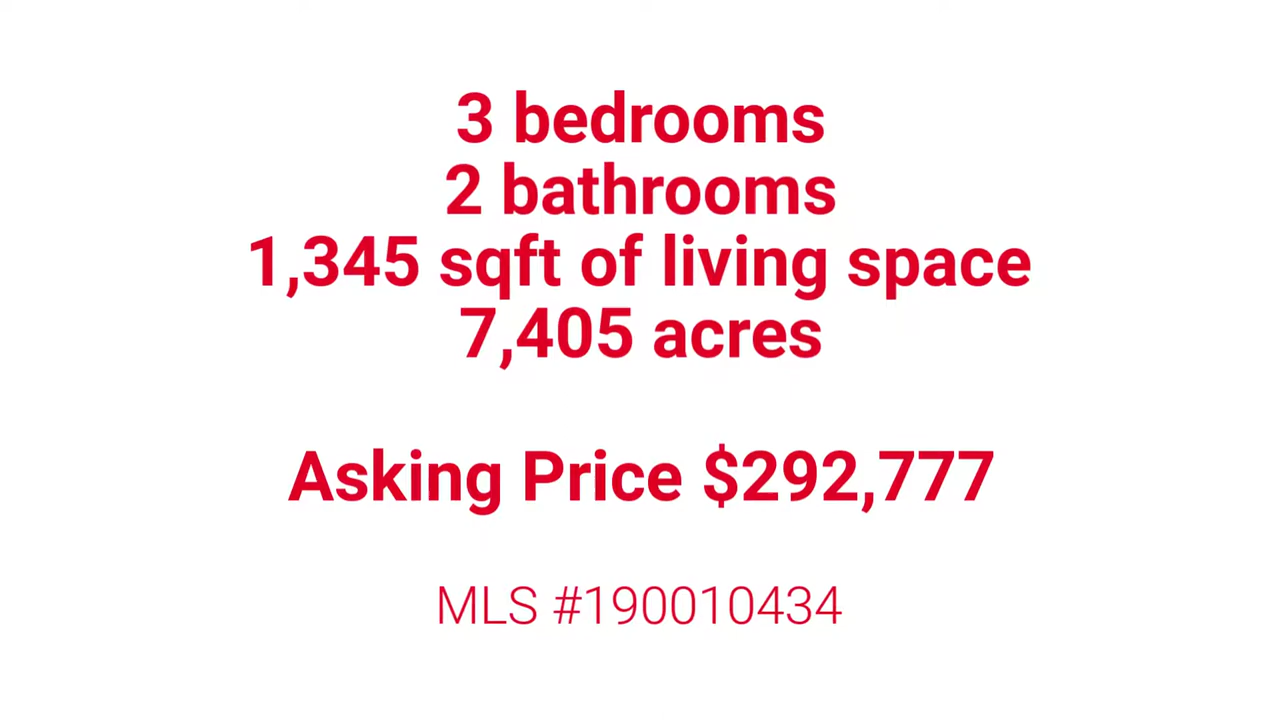 3 bedrooms
2 bathrooms
1,345 sqft of living space
7,405 acres
Asking Price $292,777
MLS #190010434